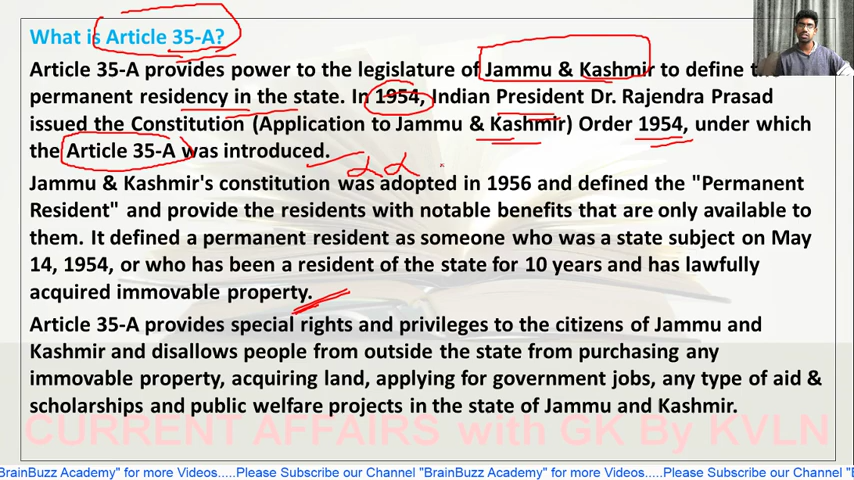 What is Article 35-A?
Article 35-A provides power to the legislature of Jammu & Kashmir to define
permanent residency in the state. In 1954, Indian President Dr. Rajendra Prasad
issued the Constitution (Application to Jammu & Kashmir) Order 1954, under which
the Article 35-A was introduced.
Jammu & Kashmir's constitution was adopted in 1956 and defined the "Permanent
Resident" and provide the residents with notable benefits that are only available to
them. It defined a permanent resident as someone who was a state subject on May
14, 1954, or who has been a resident of the state for 10 years and has lawfully
acquired immovable property.
Article 35-A provides special rights and privileges to the citizens of Jammu and
Kashmir and disallows people from outside the state from purchasing any
immovable property, acquiring land, applying for government jobs, any type of aid &
scholarships and public welfare projects in the state of Jammu and Kashmir.
CURRENT AFFAIRS with GK By KVLN
BrainBuzz Academy" for more Videos.....Please Subscribe our Channel "BrainBuzz Academy" for more Videos.....Please Subscribe our Channel